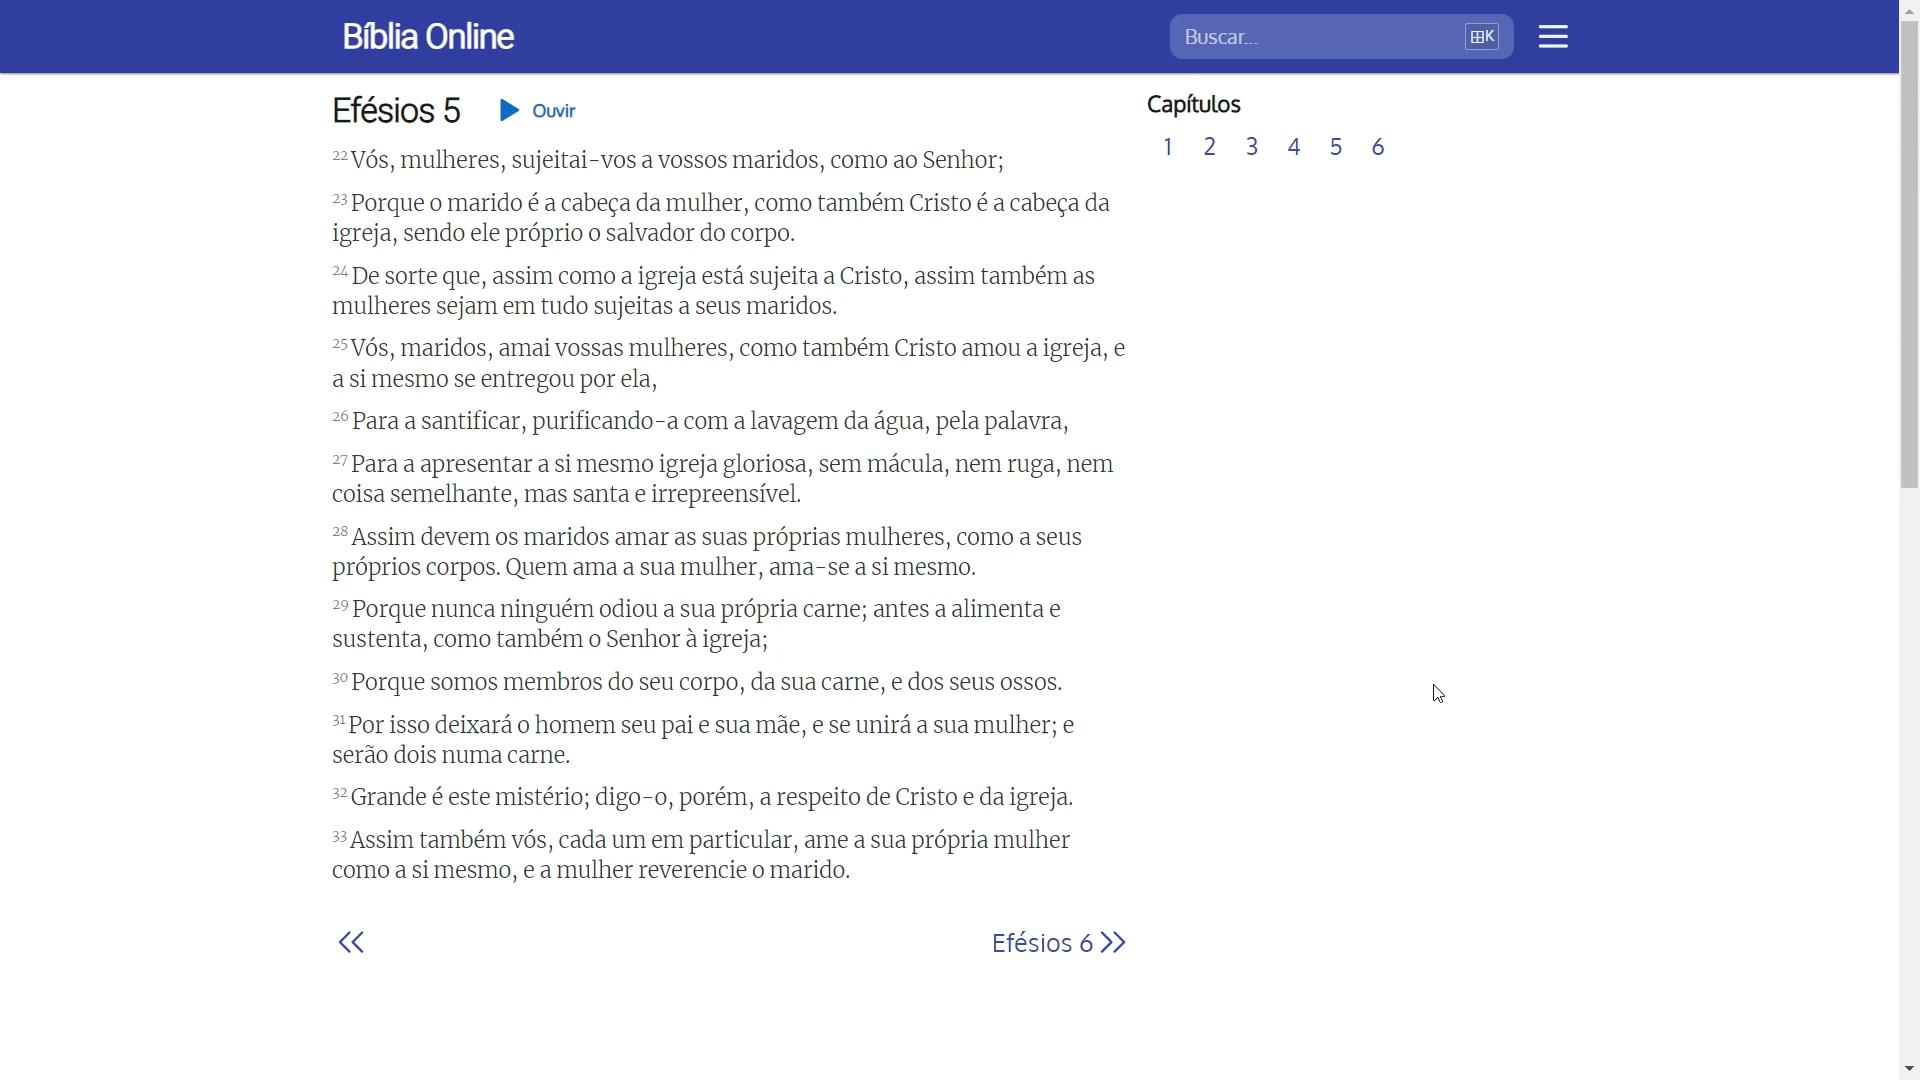 Bíblia Online
Buscar...
K
Efésios 5
Ouvir
22 Vós, mulheres, sujeitai-vos a vossos maridos, como ao Senhor;
23 Porque o marido é a cabeça da mulher, como também Cristo é a cabeça da
igreja, sendo ele próprio o salvador do corpo.
24 De sorte que, assim como a igreja está sujeita a Cristo, assim também as
mulheres sejam em tudo sujeitas a seus maridos.
25 Vós, maridos, amai vossas mulheres, como também Cristo amou a igreja, e
a si mesmo se entregou por ela,
26 Para a santificar, purificando-a com a lavagem da água, pela palavra,
27 Para a apresentar a si mesmo igreja gloriosa, sem mácula, nem ruga, nem
coisa semelhante, mas santa e irrepreensível.
28 Assim devem os maridos amar as suas próprias mulheres, como a seus
próprios corpos. Quem ama a sua mulher, ama-se a si mesmo.
29 Porque nunca ninguém odiou a sua própria carne; antes a alimenta e
sustenta, como também o Senhor à igreja;
30 Porque somos membros do seu corpo, da sua carne, e dos seus ossos.
31 Por isso deixará o homem seu pai e sua mãe, e se unirá a sua mulher; e
serão dois numa carne.
32 Grande é este mistério; digo-o, porém, a respeito de Cristo e da igreja.
33 Assim também vós, cada um em particular, ame a sua própria mulher
como a si mesmo, e a mulher reverencie o marido.
Efésios 6
Capítulos
1 2 3 4 5 6